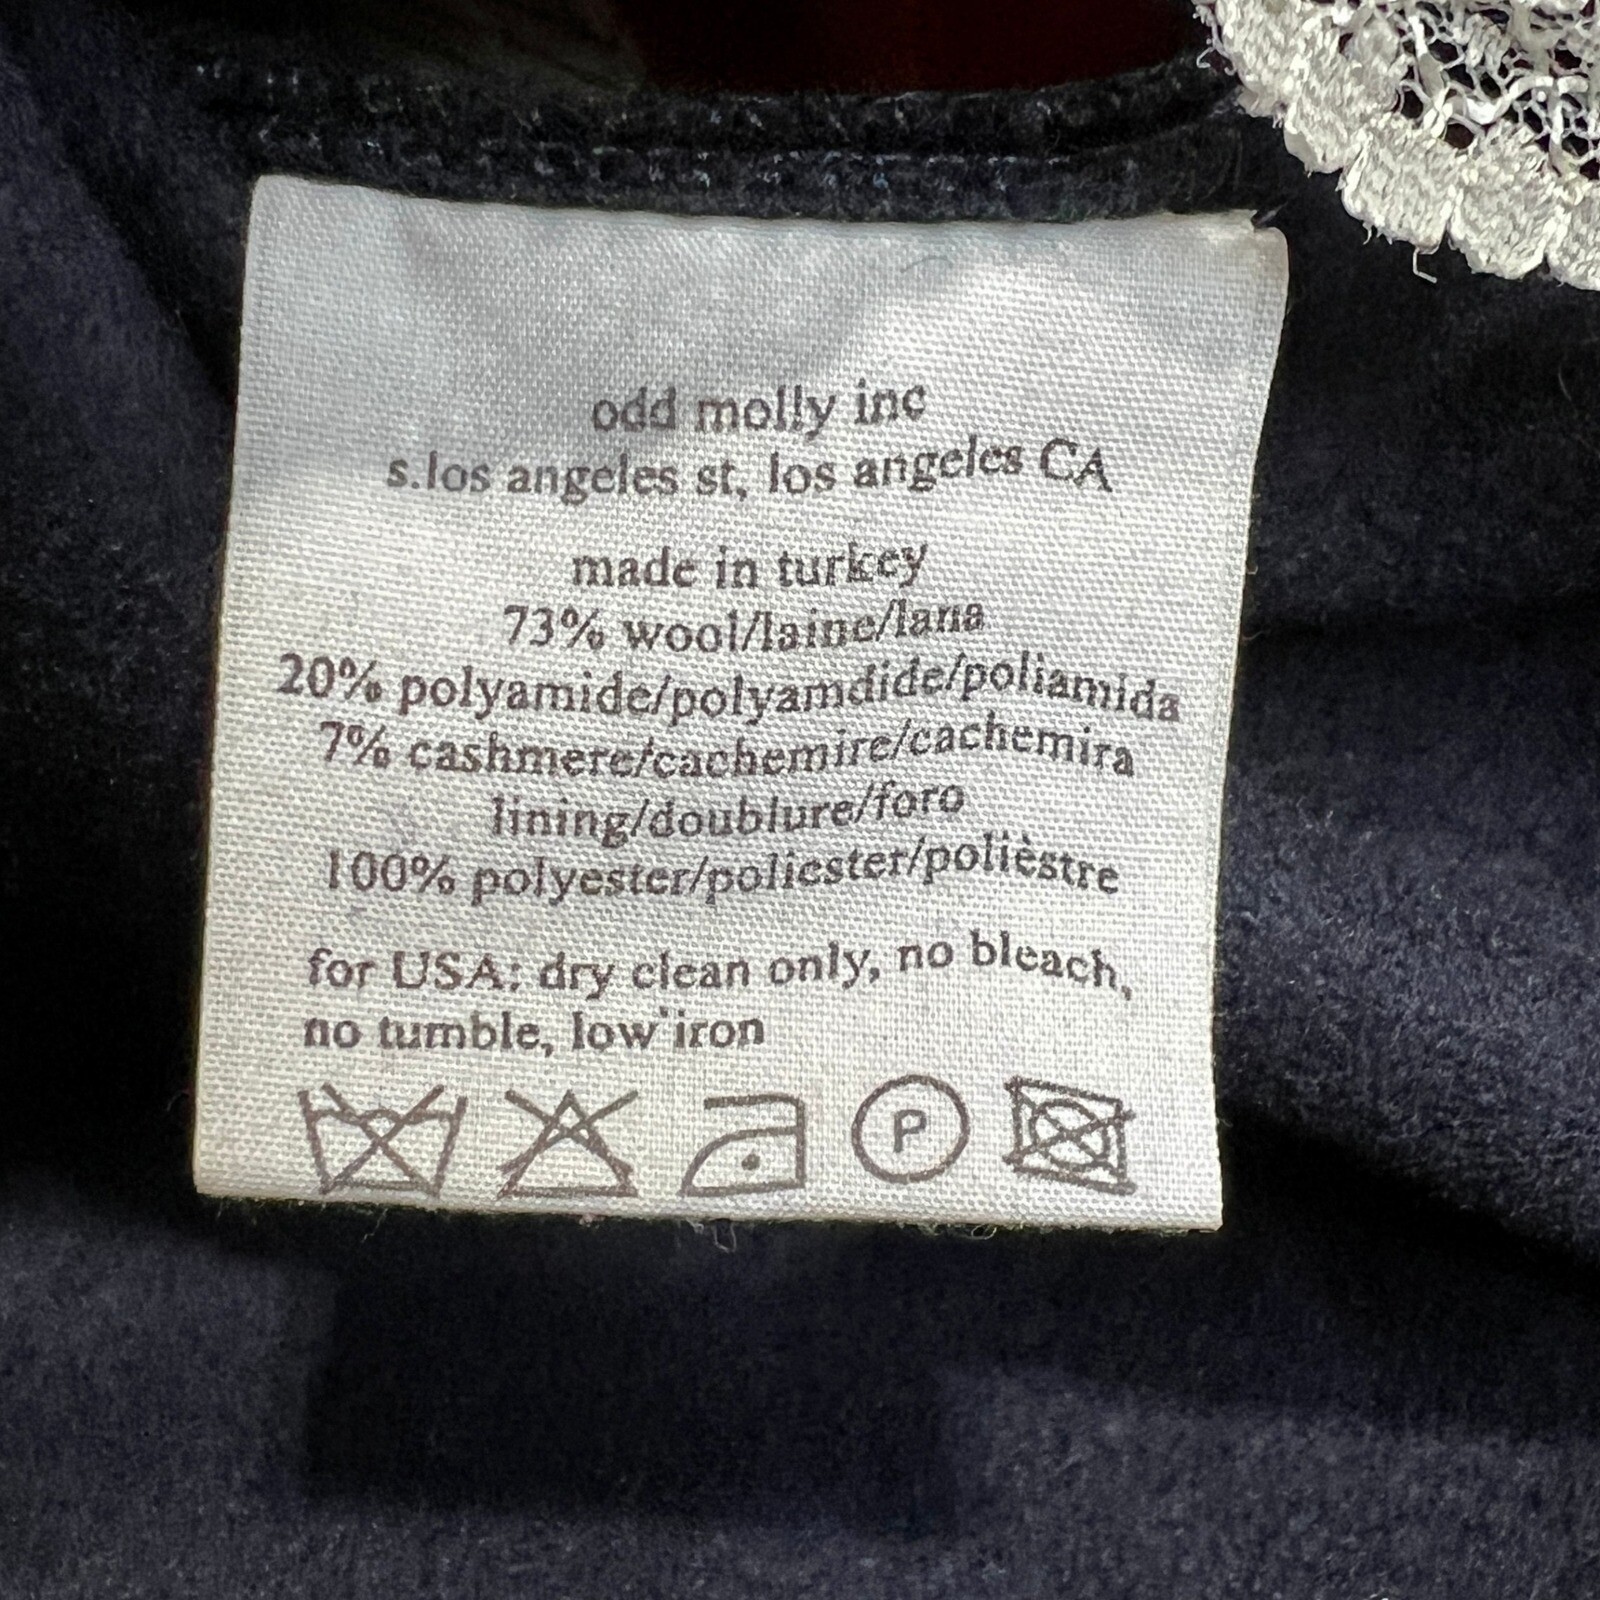 odd molly inc
s.los angeles st, los angeles CA
made in turkey
73% wool/laine/lana
20% polyamide/polyamdide/poliamida
7% cashmere/cachemire/cachemira
lining/doublure/foro
100% polyester/policster/polièstre
for USA: dry clean only, no bleach,
no tumble, low iron
P